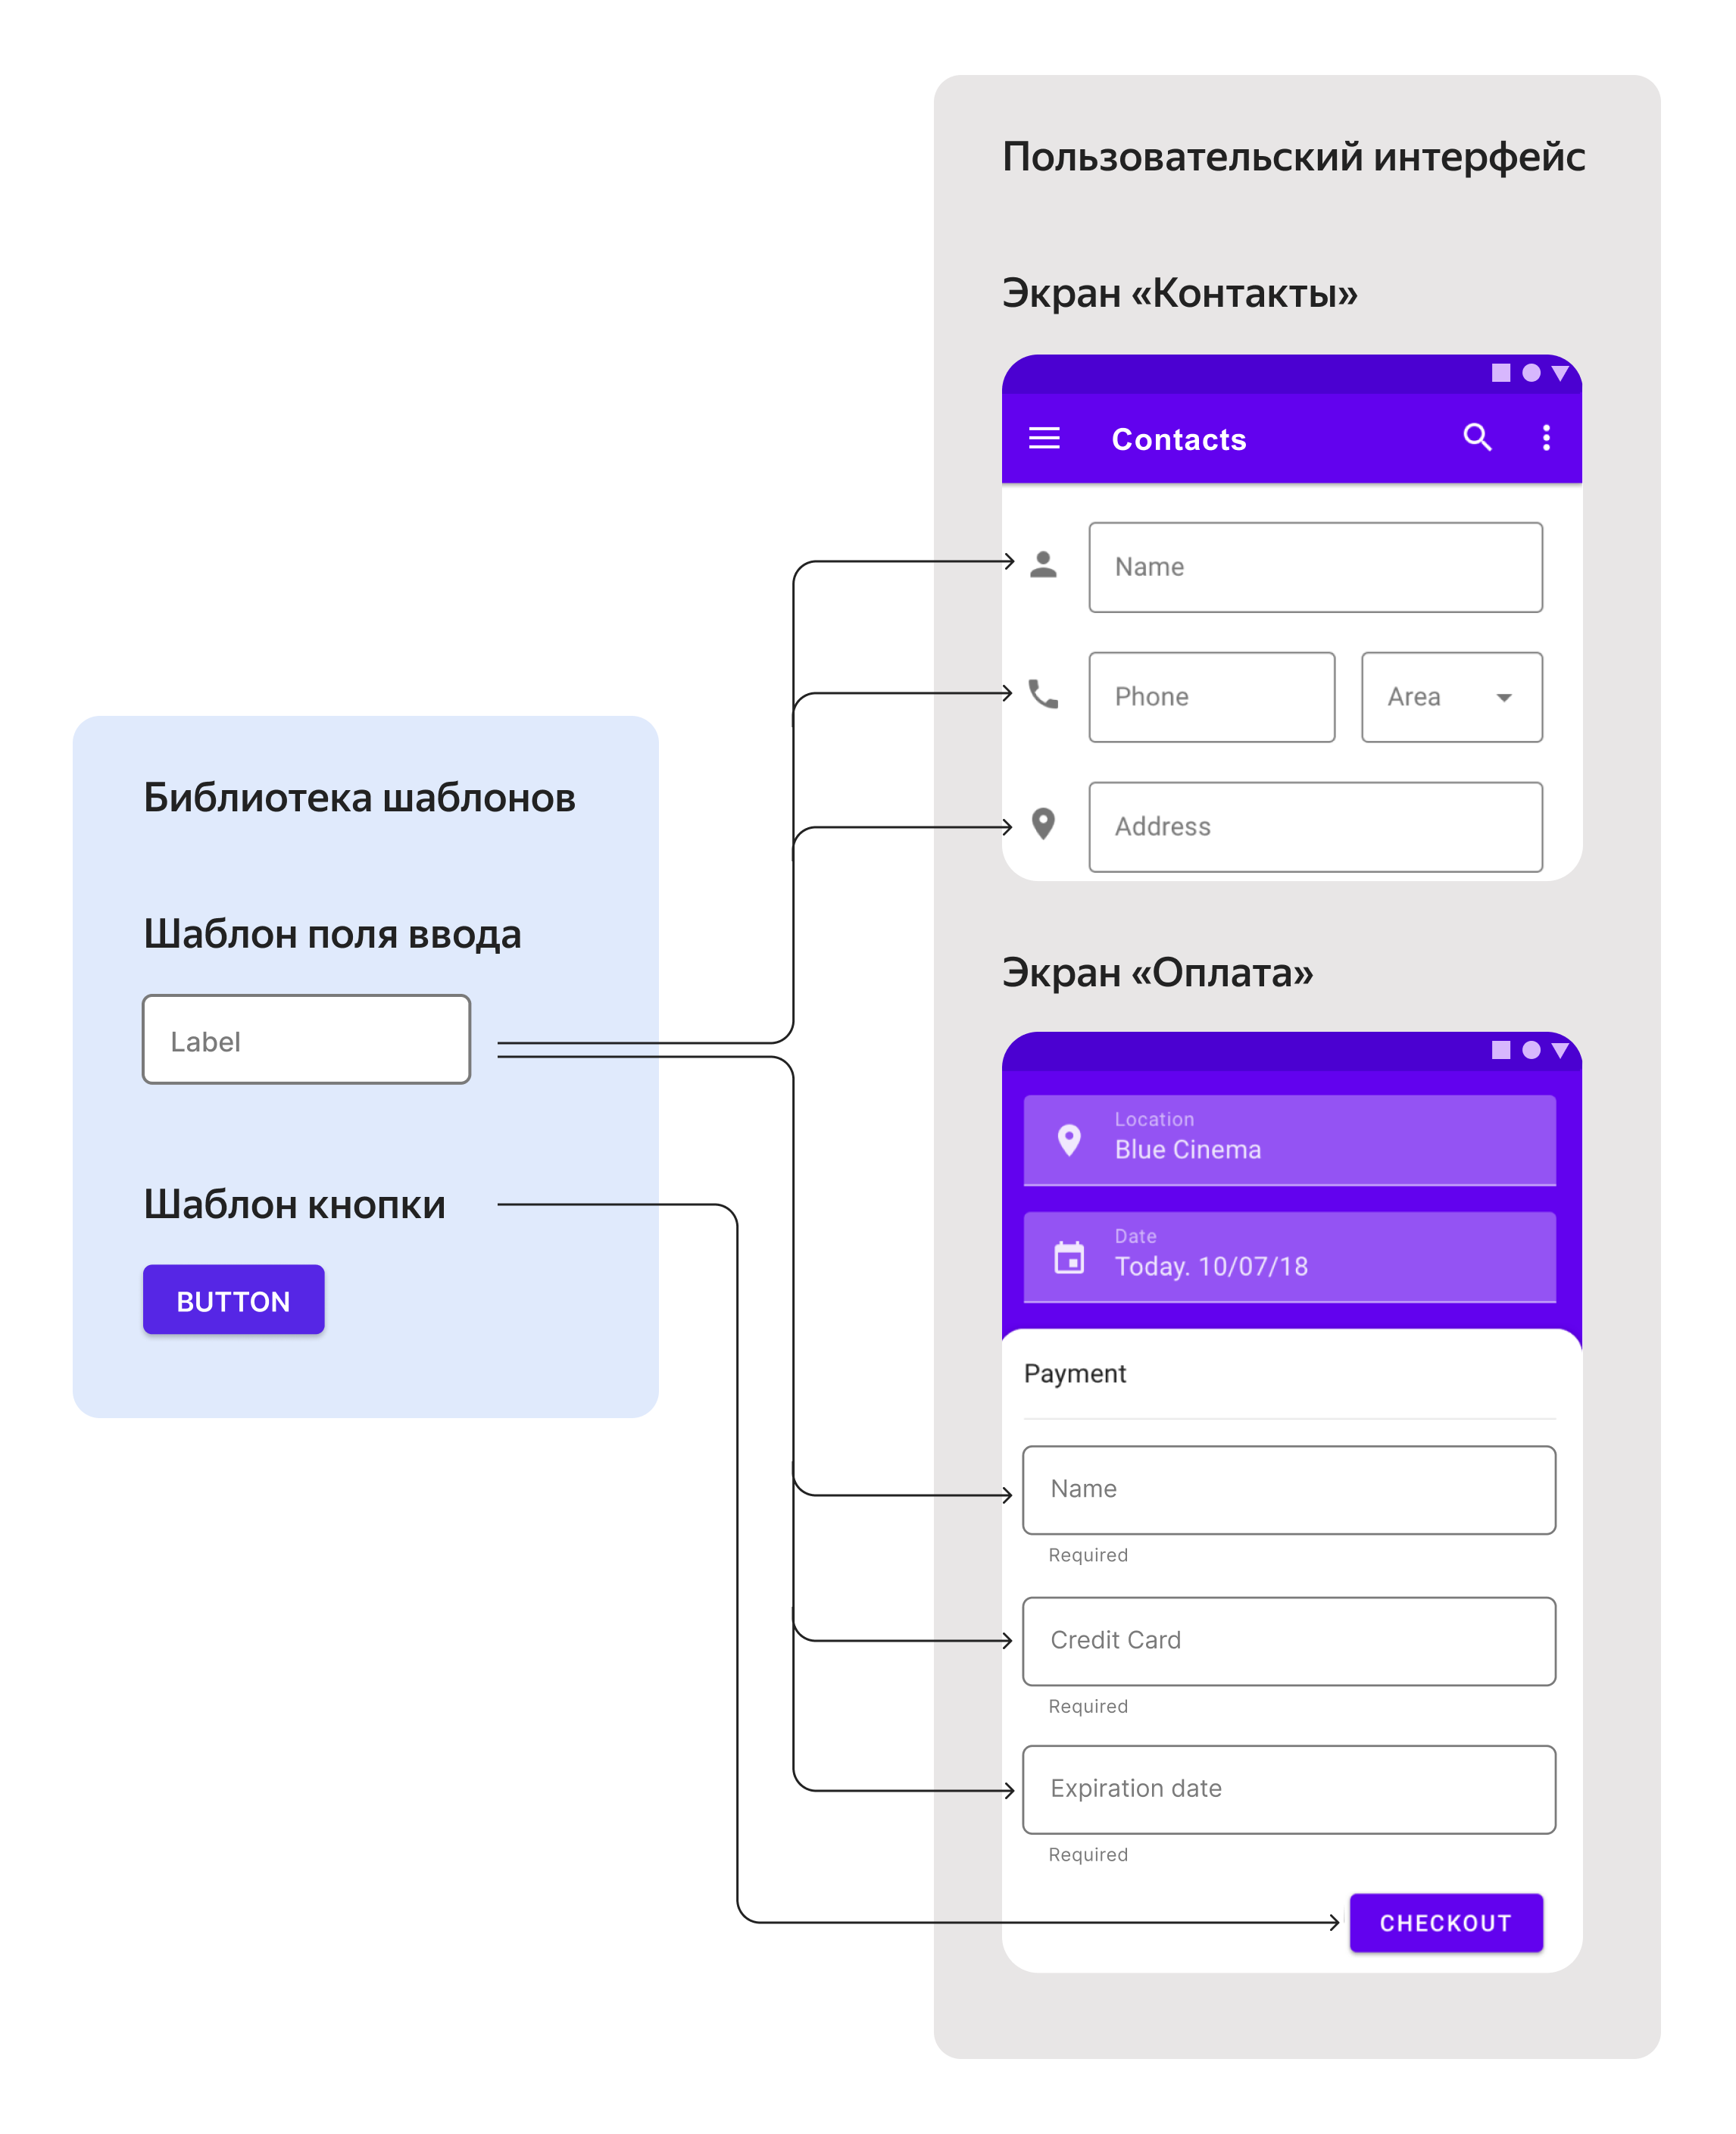 Библиотека шаблонов
Шаблон поля ввода
Label
Шаблон кнопки
BUTTON
Пользовательский интерфейс
Экран «Контакты»
Contacts
Name
Phone
Area
Address
Экран «Оплата»
Location
Blue Cinema
Date
Today. 10/07/18
Payment
Name
Required
Credit Card
Required
Expiration date
Required
CHECKOUT